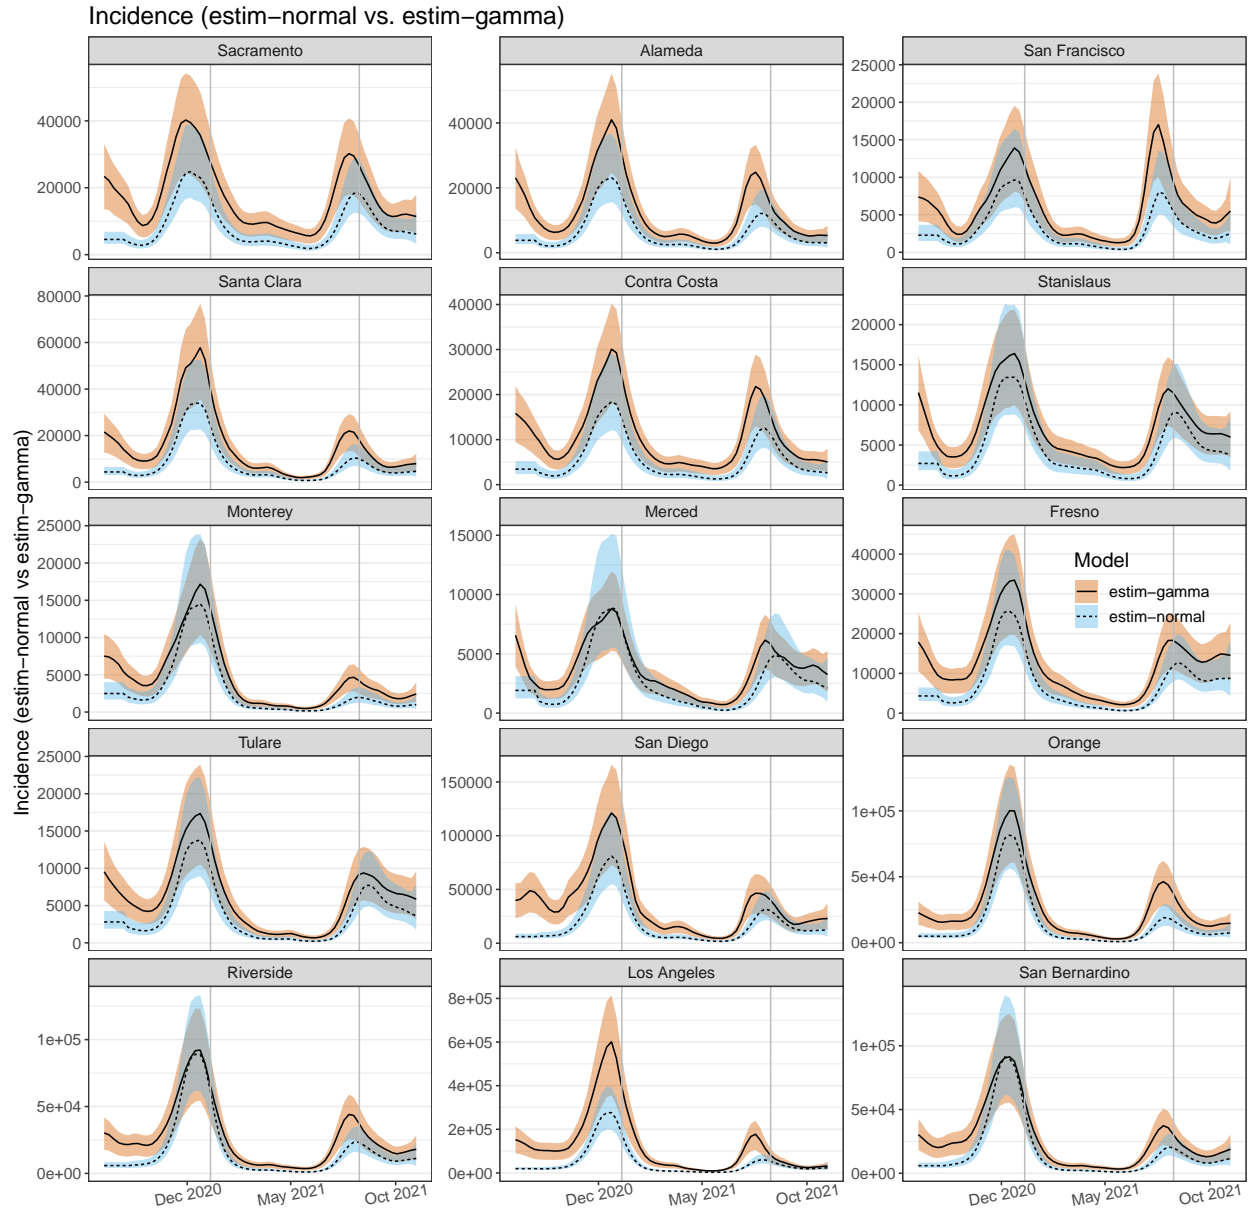 Incidence (estim−normal vs. estim−gamma)
Incidence (estim−normal vs estim−gamma)
Sacramento
40000
20000
0
Alameda
40000
20000
0
San Francisco
25000
20000
15000
10000
5000
0
Santa Clara
80000
60000
40000
20000
0
Contra Costa
40000
30000
20000
10000
0
Stanislaus
20000
15000
10000
5000
0
Monterey
25000
20000
15000
10000
5000
0
Merced
15000
10000
5000
0
Fresno
40000
30000
20000
10000
0
Model
estim−gamma
estim−normal
Tulare
25000
20000
15000
10000
5000
0
San Diego
150000
100000
50000
0
Orange
1e+05
5e+04
0e+00
Riverside
1e+05
5e+04
0e+00
Dec 2020 May 2021 Oct 2021
Los Angeles
8e+05
6e+05
4e+05
2e+05
0e+00
Dec 2020 May 2021 Oct 2021
San Bernardino
1e+05
5e+04
0e+00
Dec 2020 May 2021 Oct 2021